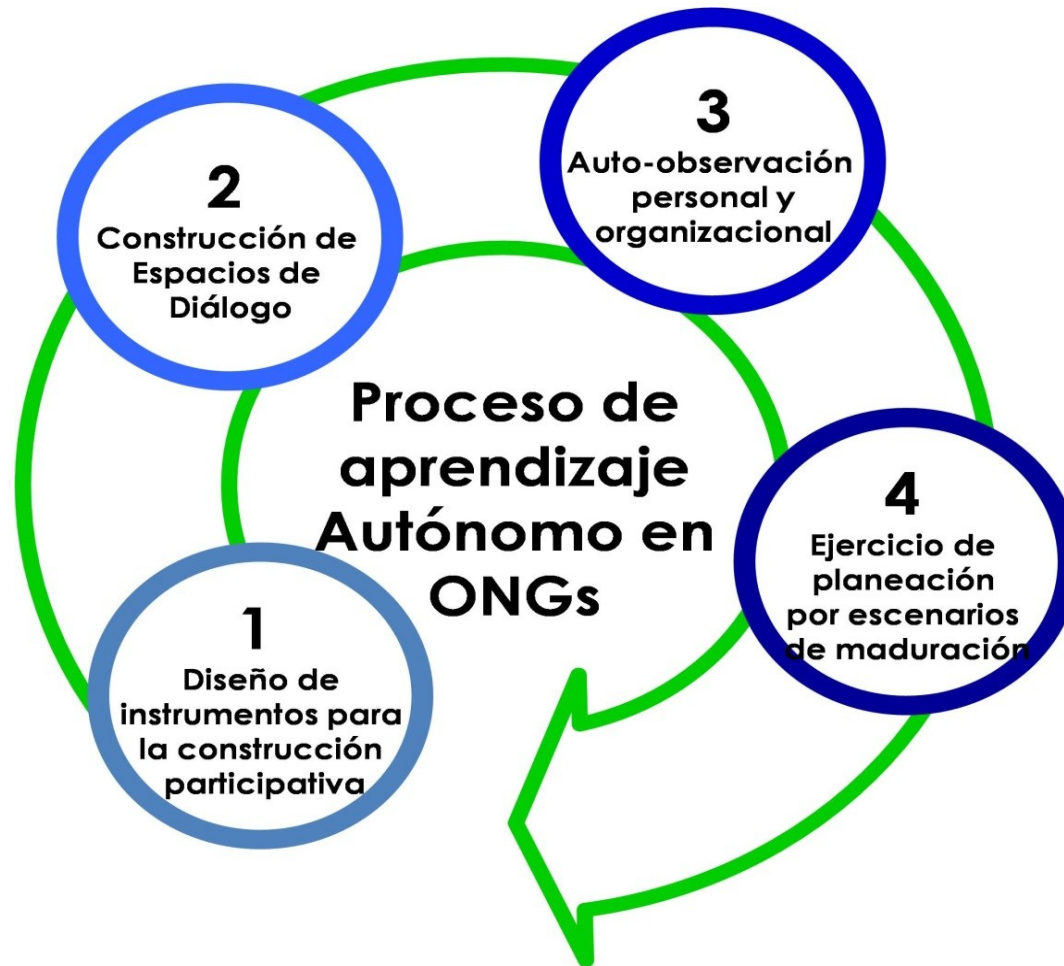 Proceso de
aprendizaje
Autónomo en
ONGs
1
Diseño de
instrumentos para
la construcción
participativa
2
Construcción de
Espacios de
Diálogo
3
Auto-observación
personal y
organizacional
4
Ejercicio de
planeación
por escenarios
de maduración